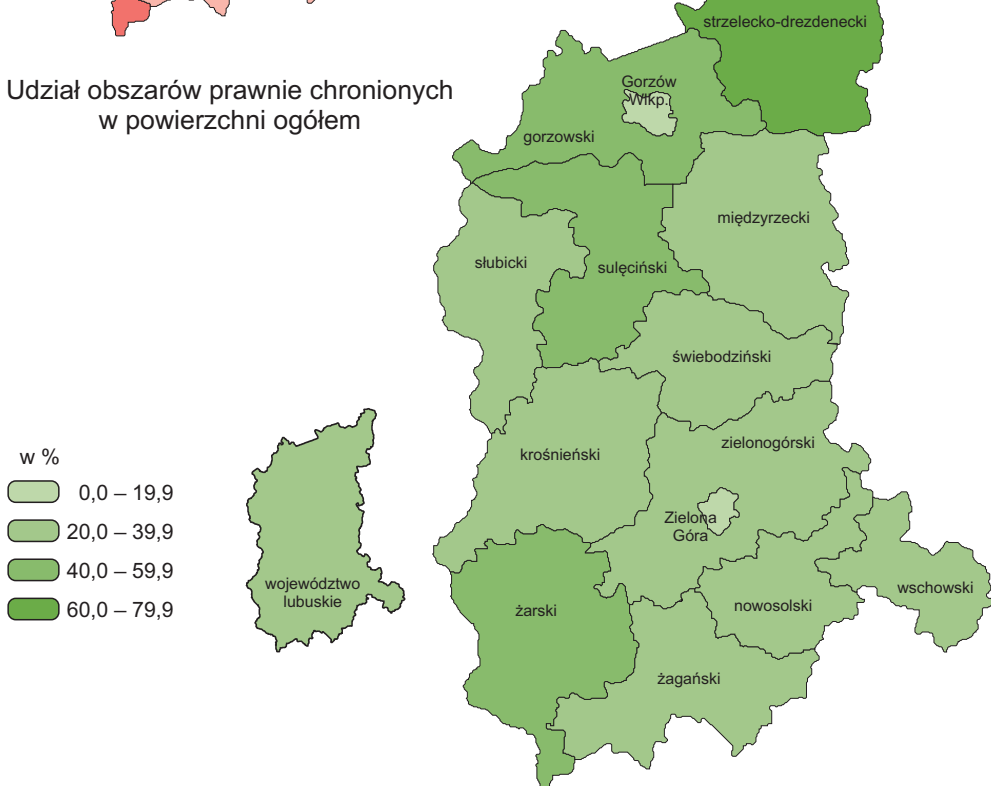 strzelecko-drezdenecki
Udział obszarów prawnie chronionych
w powierzchni ogółem
Gorzów
Wlkp.
gorzowski
międzyrzecki
słubicki
sulęciński
świebodziński
zielonogórski
krośnieński
w %
0,0 – 19,9
20,0 – 39,9
40,0 – 59,9
60,0 – 79,9
Zielona
Góra
województwo
lubuskie
żarski
nowosolski
wschowski
żagański